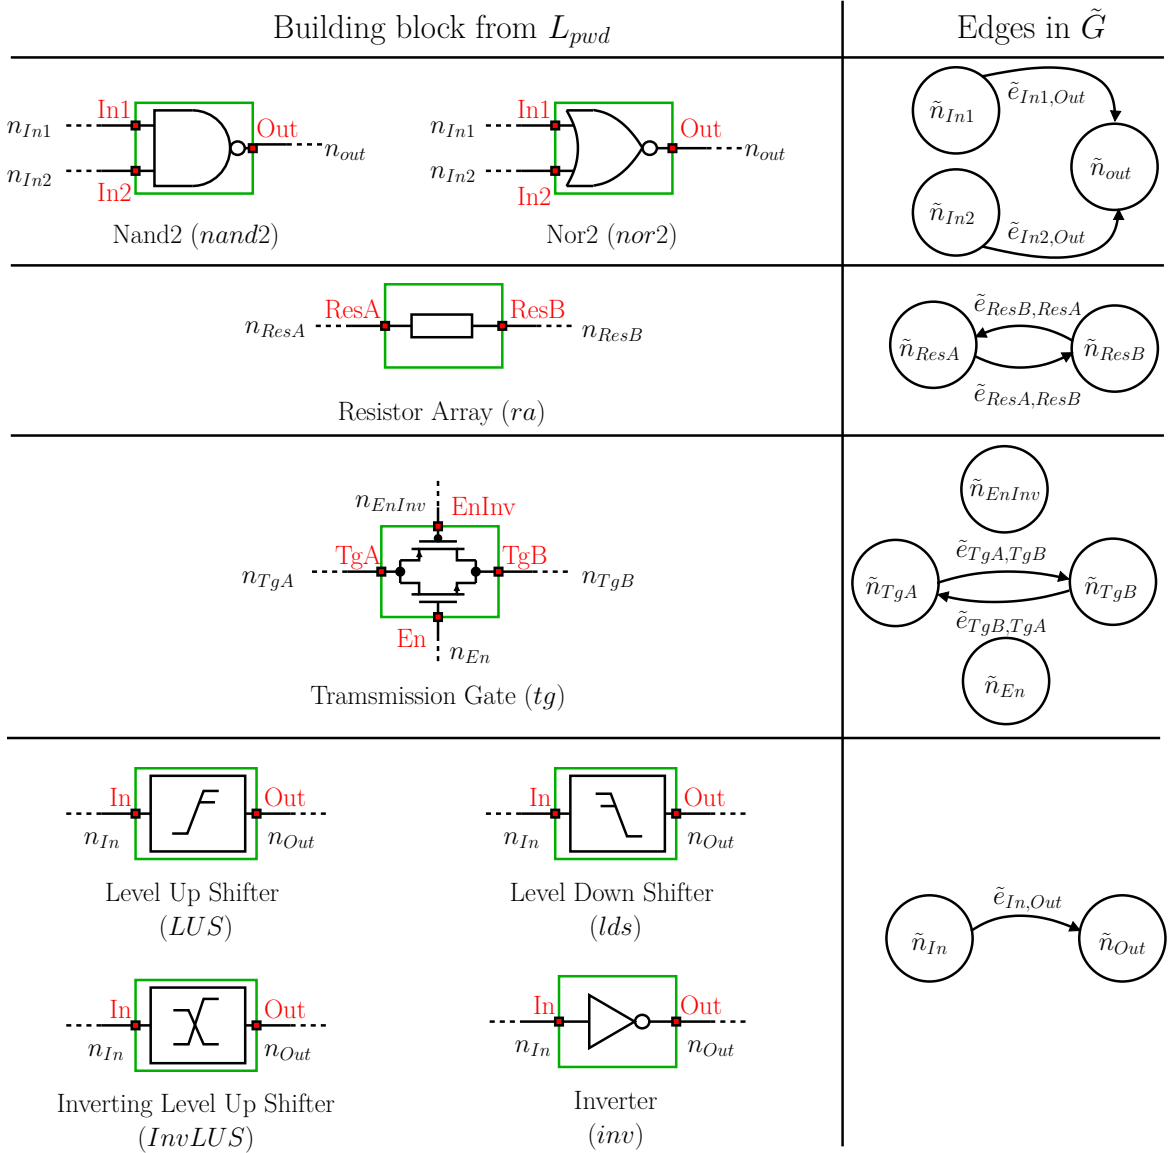 Building block from L_pwd
Edges in G̃
In1
In1
n_In1
n_In1
Out
Out
n_out
n_out
n_In2
n_In2
In2
In2
Nand2 (nand2)
Nor2 (nor2)
ñ_In1
ẽ_In1,Out
ñ_out
ñ_In2
ẽ_In2,Out
ResA
ResB
n_ResA
n_ResB
Resistor Array (ra)
ẽ_ResB,ResA
ñ_ResA
ñ_ResB
ẽ_ResA,ResB
n_EnInv
EnInv
TgA
TgB
n_TgA
n_TgB
En
n_En
Tramsmission Gate (tg)
ñ_EnInv
ẽ_TgA,TgB
ñ_TgA
ñ_TgB
ẽ_TgB,TgA
ñ_En
In
Out
n_In
n_Out
Level Up Shifter
(LUS)
In
Out
n_In
n_Out
Level Down Shifter
(lds)
In
Out
n_In
n_Out
Inverting Level Up Shifter
(InvLUS)
In
Out
n_In
n_Out
Inverter
(inv)
ẽ_In,Out
ñ_In
ñ_Out